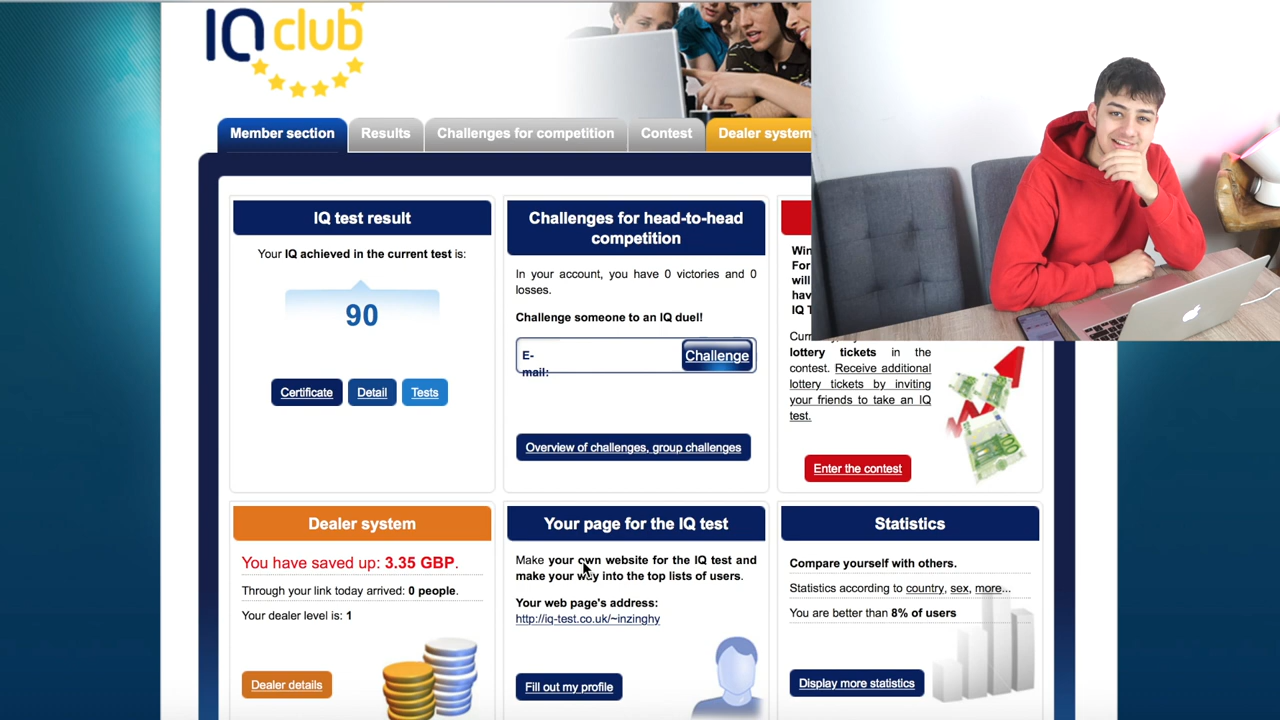 IQ club
Member section
Results
Challenges for competition
Contest
Dealer system
IQ test result
Your IQ achieved in the current test is:
90
Certificate
Detail
Tests
Challenges for head-to-head
competition
In your account, you have 0 victories and 0
losses.
Challenge someone to an IQ duel!
E-
mail:
Challenge
Overview of challenges, group challenges
For
will
IQ
lottery tickets in the
contest. Receive additional
lottery tickets by inviting
your friends to take an IQ
test.
Enter the contest
Dealer system
You have saved up: 3.35 GBP.
Through your link today arrived: 0 people.
Your dealer level is: 1
Dealer details
Your page for the IQ test
Make your own website for the IQ test and
make your way into the top lists of users.
Your web page's address:
http://iq-test.co.uk/~inzinghy
Fill out my profile
Statistics
Compare yourself with others.
Statistics according to country, sex, more...
You are better than 8% of users
Display more statistics